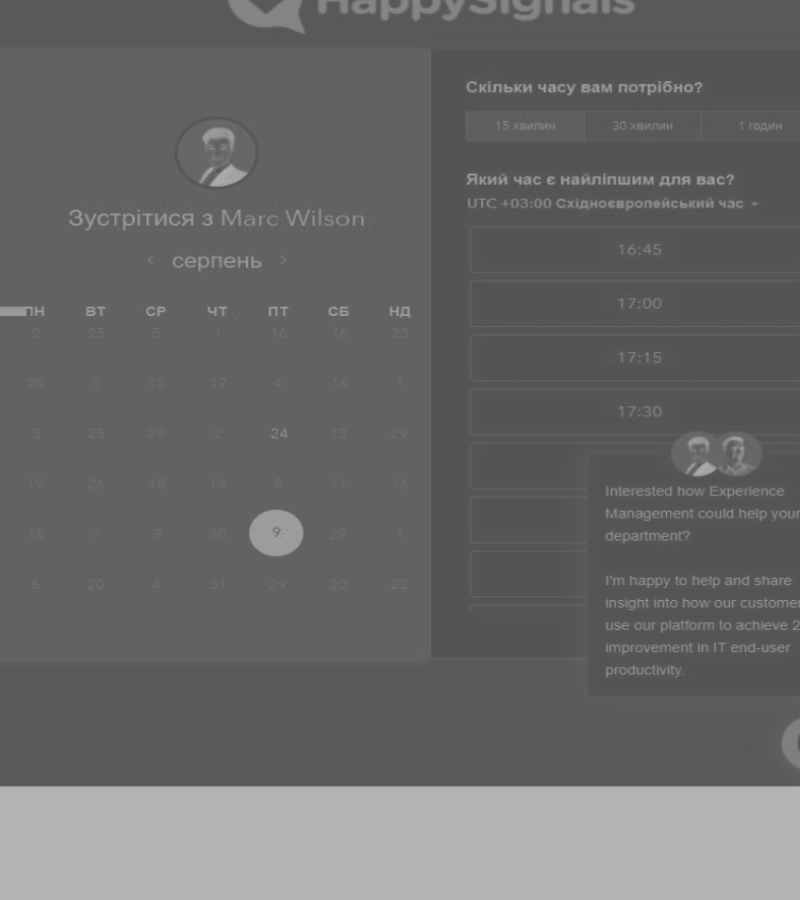 HappySignals
Зустрітися з Marc Wilson
серпень
ПН ВТ СР ЧТ ПТ СБ НД
2 25 5 1 16 16 23
20 5 13 17 4 16 1
3 25 29 2 24 13 29
19 26 18 14 8 11 16
18 7 9 30 9 29 1
6 20 4 31 29 20 22
Скільки часу вам потрібно?
15 хвилин 30 хвилин 1 годин
Який час є найліпшим для вас?
UTC +03:00 Східноєвропейський час
16:45
17:00
17:15
17:30
Interested how Experience
Management could help your
department?
I'm happy to help and share
insight into how our custome
use our platform to achieve 2
improvement in IT end-user
productivity.